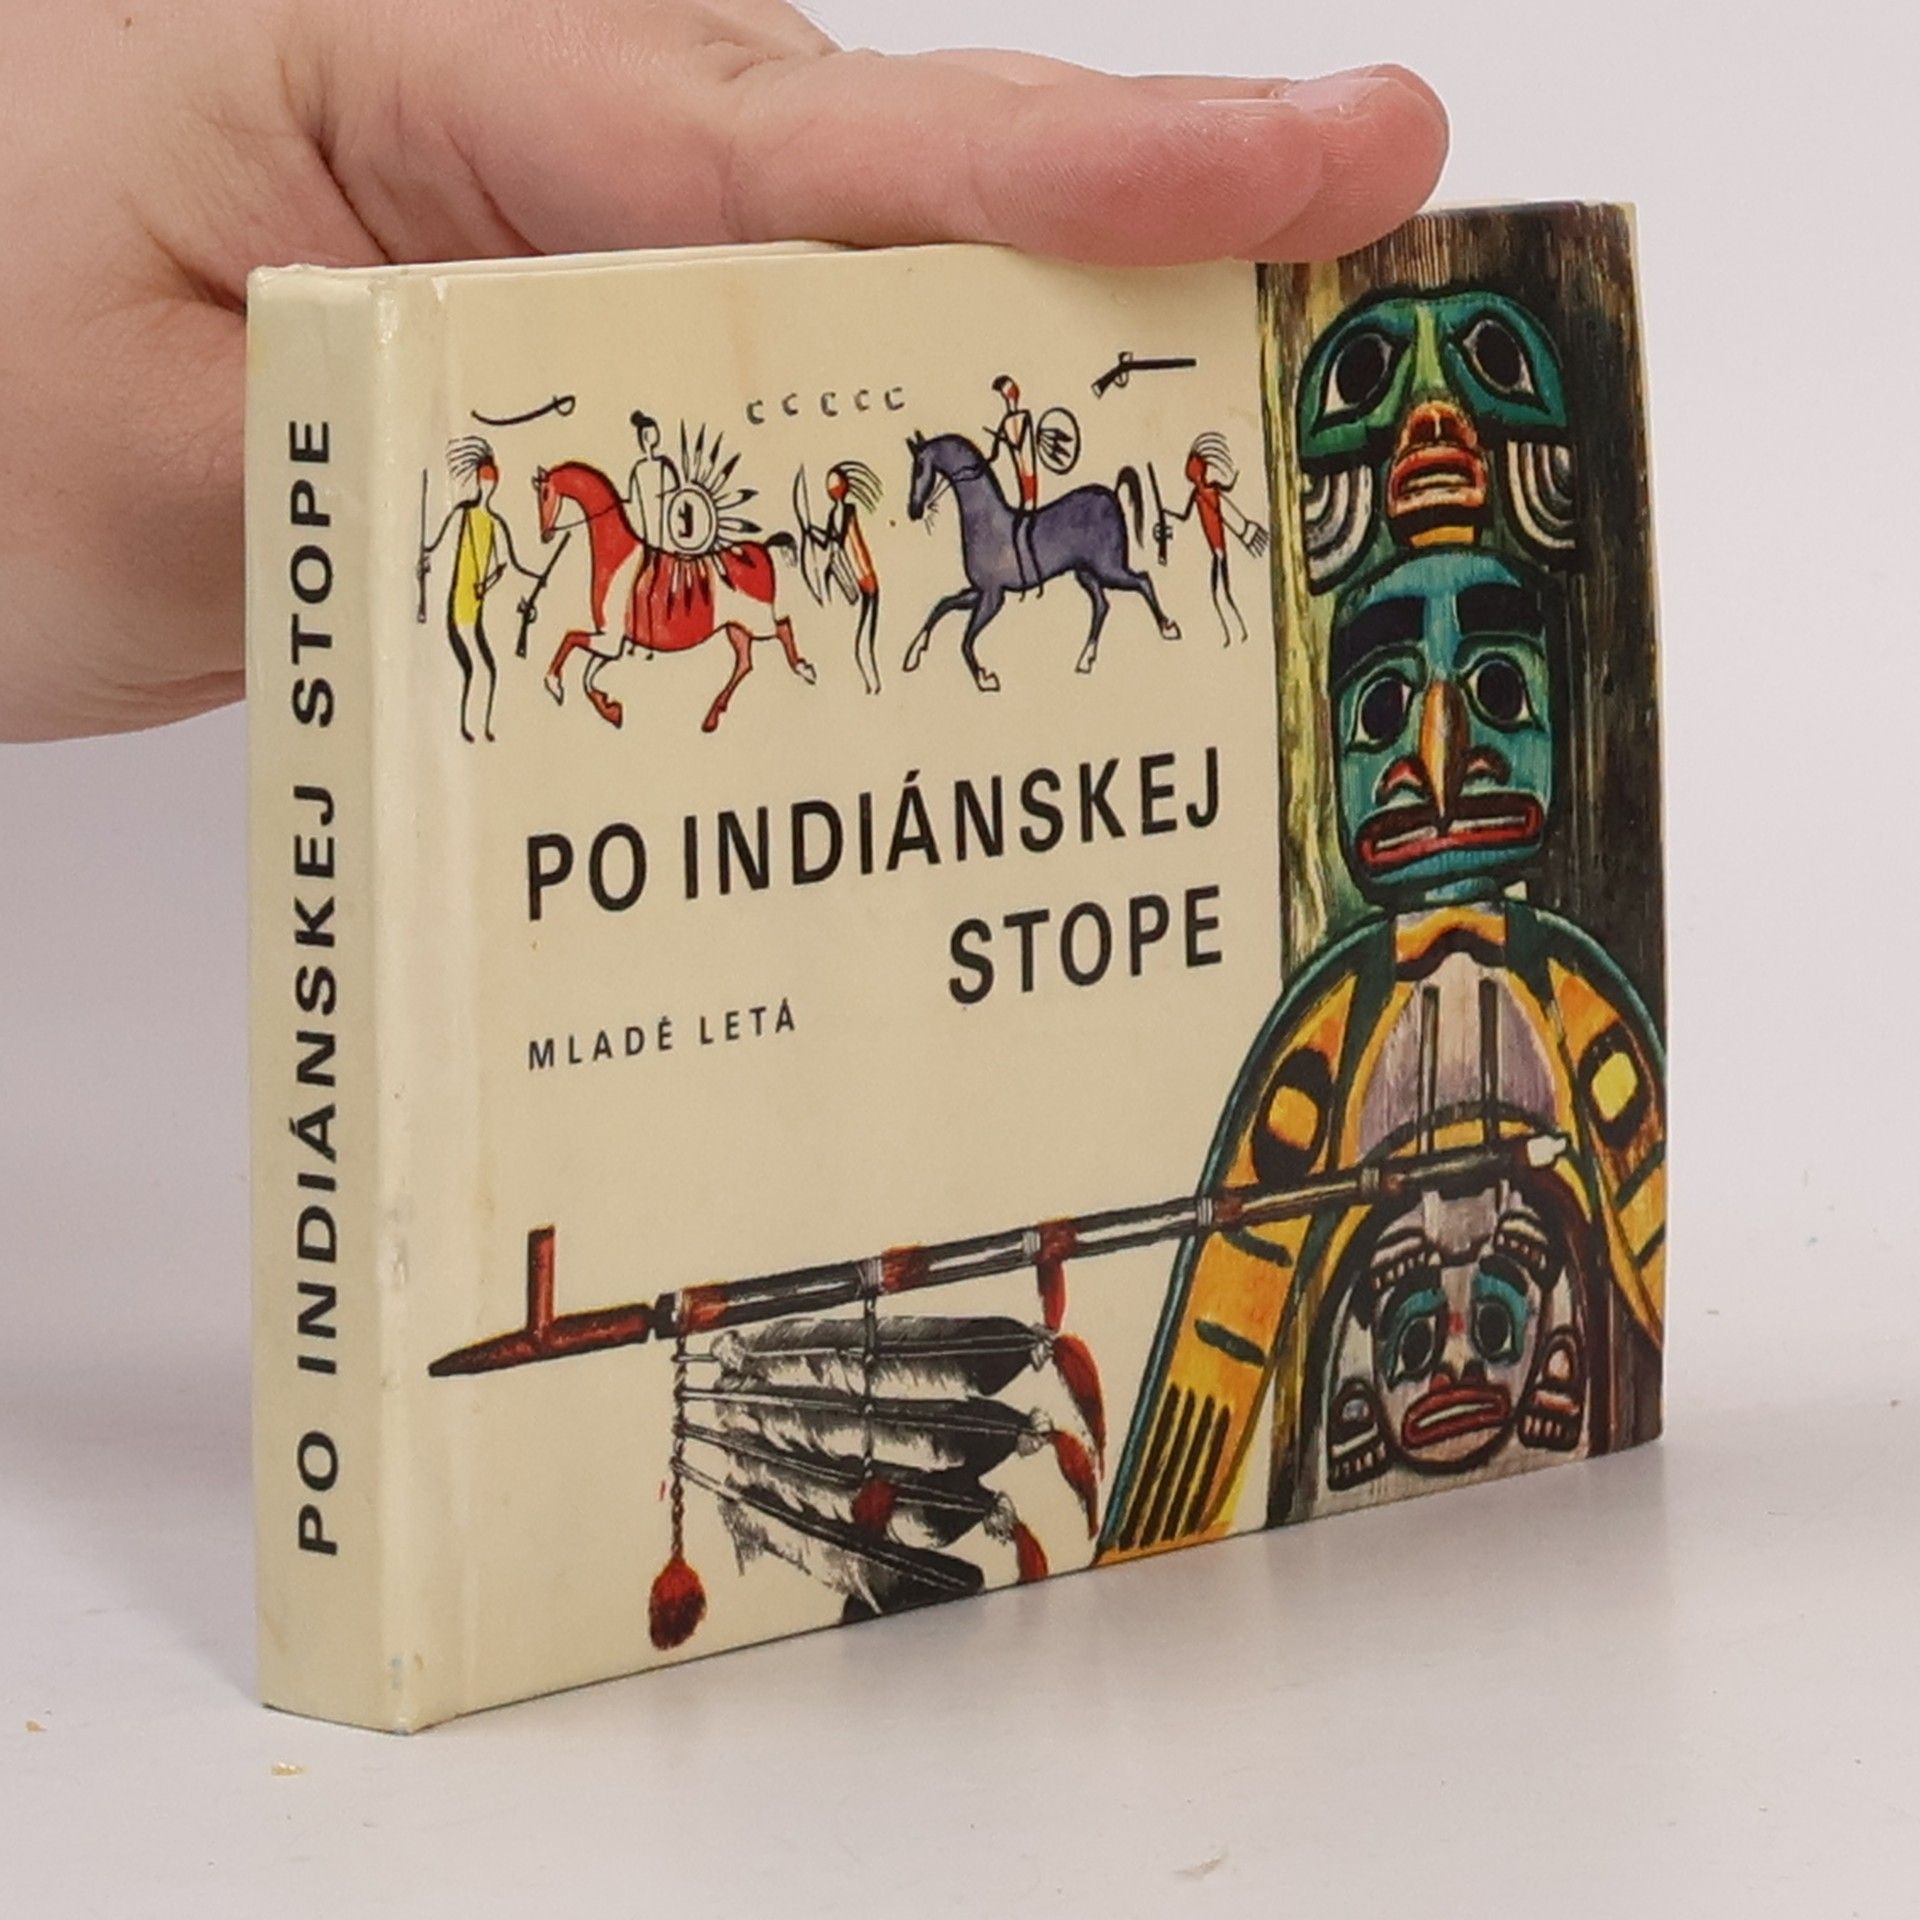 PO INDIÁNSKEJ STOPE
PO INDIÁNSKEJ
STOPE
MLADÉ LETÁ